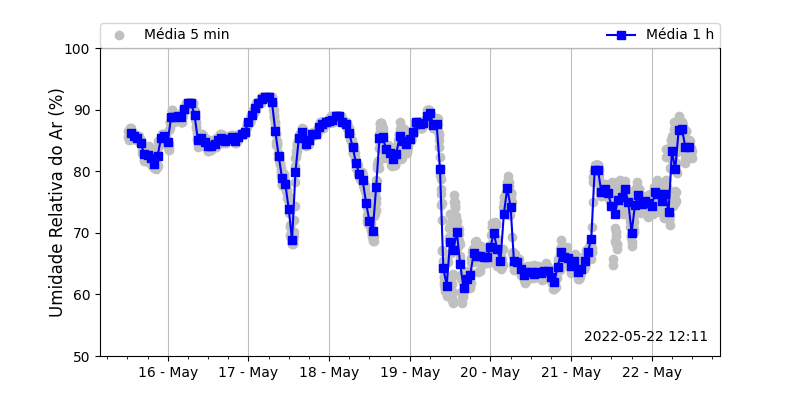 Média 5 min
Média 1 h
Umidade Relativa do Ar (%)
100
90
80
70
60
50
2022-05-22 12:11
16 - May
17 - May
18 - May
19 - May
20 - May
21 - May
22 - May